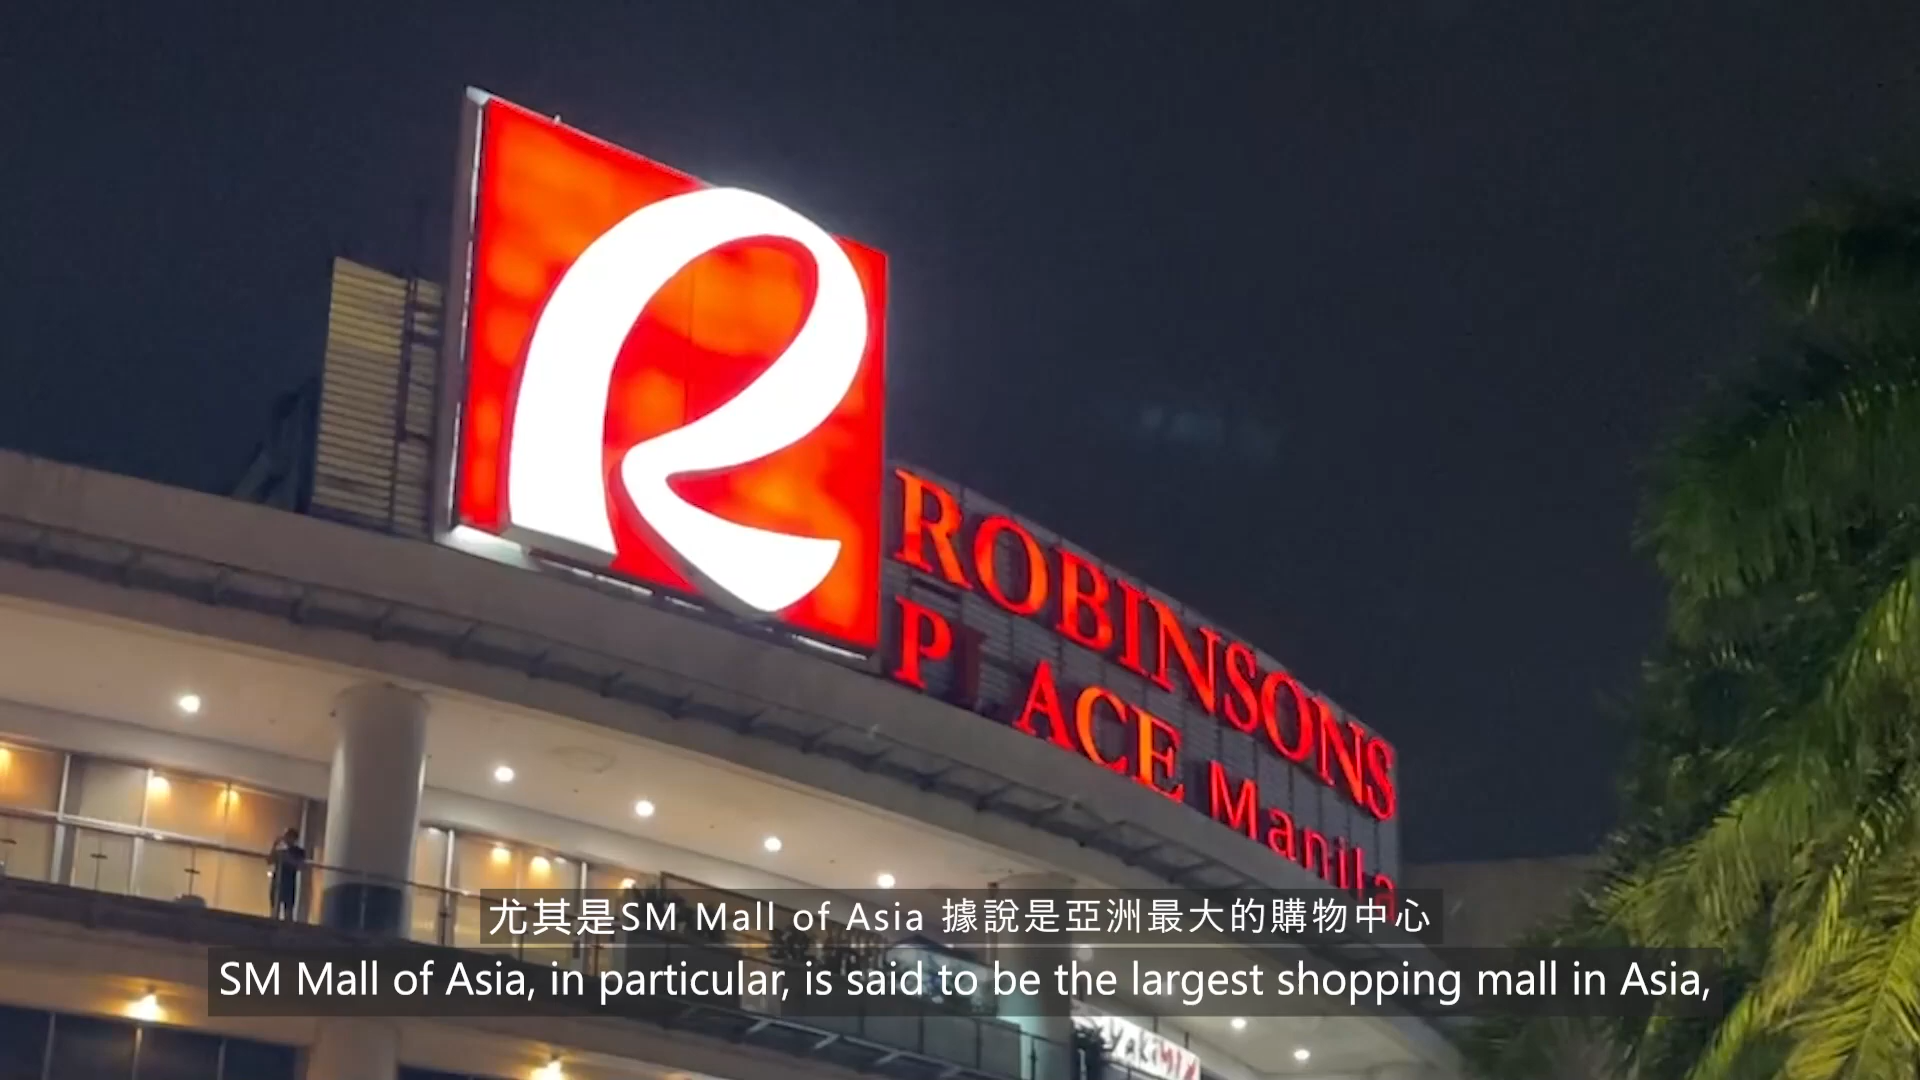 R
ROBINSONS
PLACE Manila
尤其是SM Mall of Asia 據說是亞洲最大的購物中心
SM Mall of Asia, in particular, is said to be the largest shopping mall in Asia,